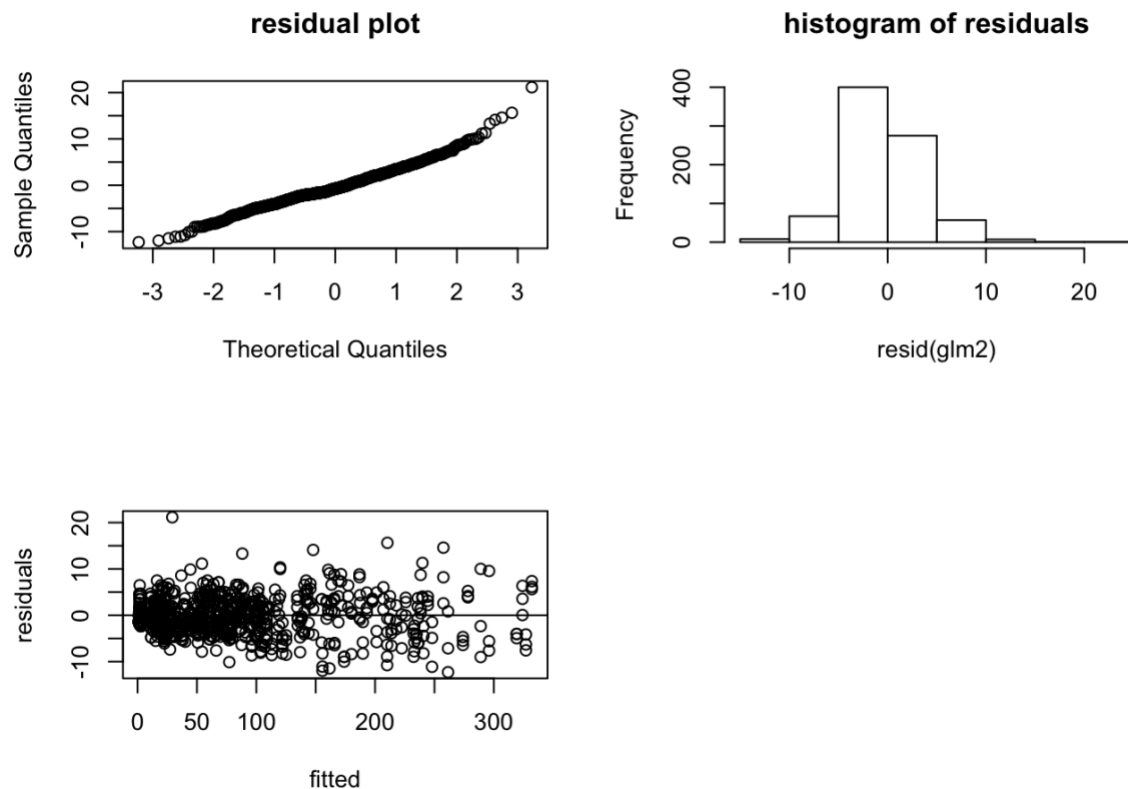 residual plot
Sample Quantiles
20
10
0
-10
-3 -2 -1 0 1 2 3
Theoretical Quantiles
histogram of residuals
Frequency
400
200
0
-10 0 10 20
resid(glm2)
residuals
20
10
0
-10
0 50 100 200 300
fitted